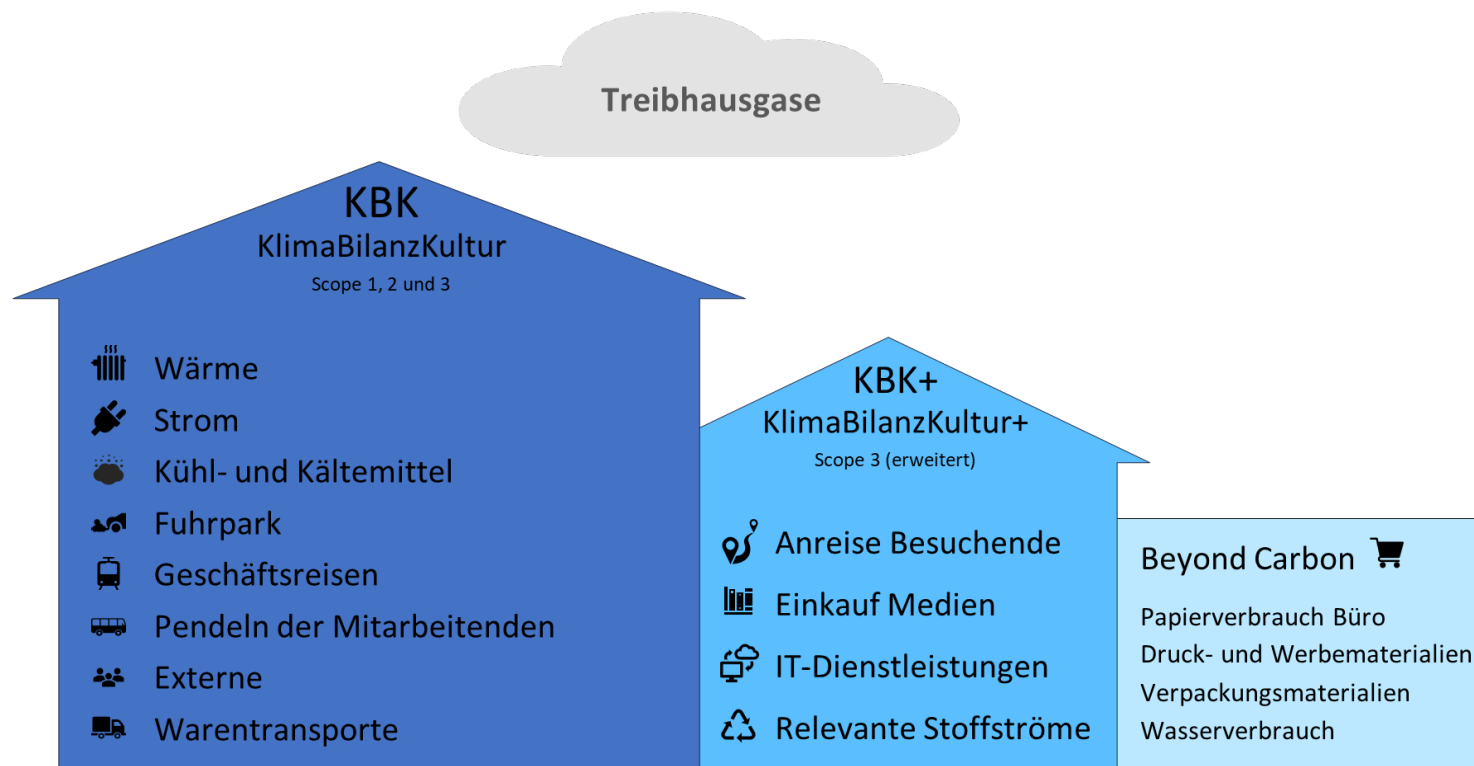 Treibhausgase
KBK
KlimaBilanzKultur
Scope 1, 2 und 3
Wärme
Strom
Kühl- und Kältemittel
Fuhrpark
Geschäftsreisen
Pendeln der Mitarbeitenden
Externe
Warentransporte
KBK+
KlimaBilanzKultur+
Scope 3 (erweitert)
Anreise Besuchende
Einkauf Medien
IT-Dienstleistungen
Relevante Stoffströme
Beyond Carbon
Papierverbrauch Büro
Druck- und Werbematerialien
Verpackungsmaterialien
Wasserverbrauch